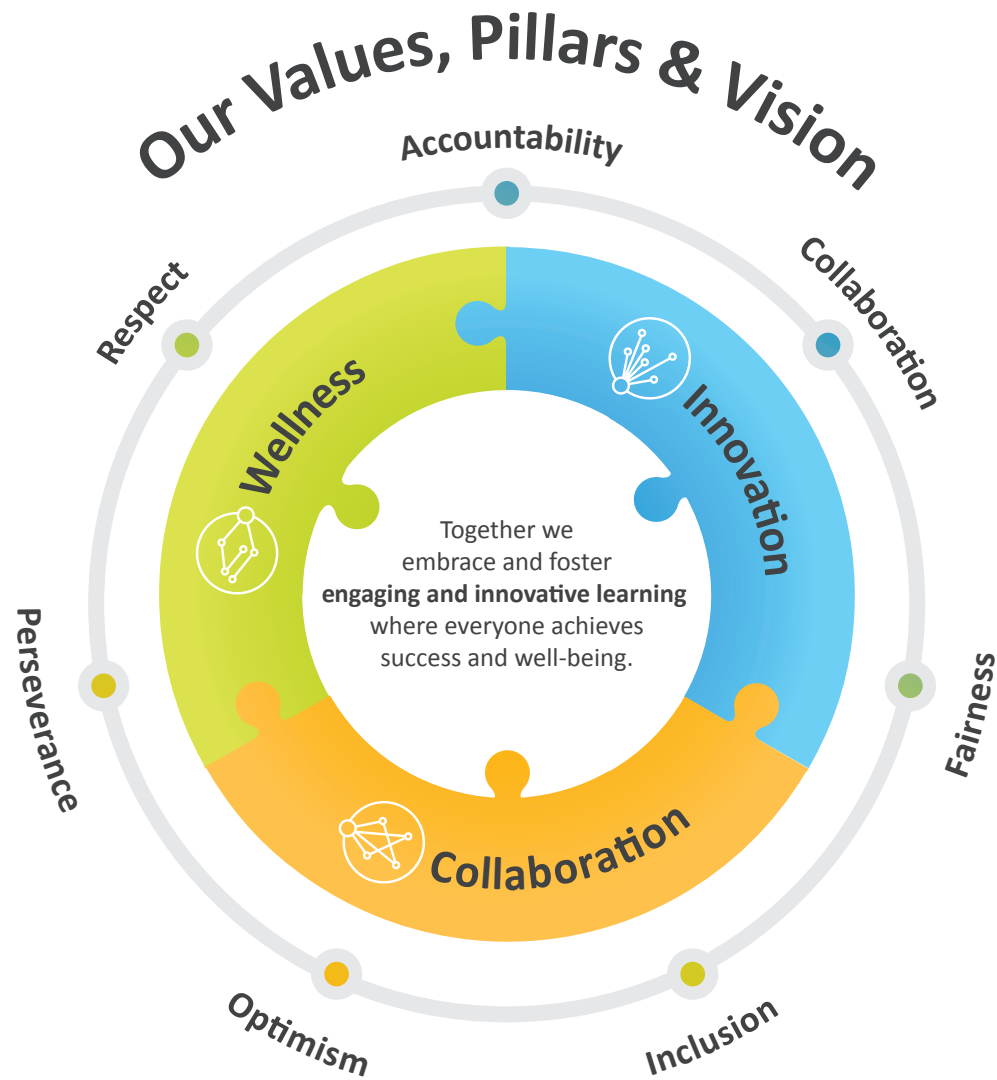 Our Values, Pillars & Vision
Accountability
Collaboration
Fairness
Inclusion
Optimism
Perseverance
Respect
Wellness
Innovation
Collaboration
Together we
embrace and foster
engaging and innovative learning
where everyone achieves
success and well-being.